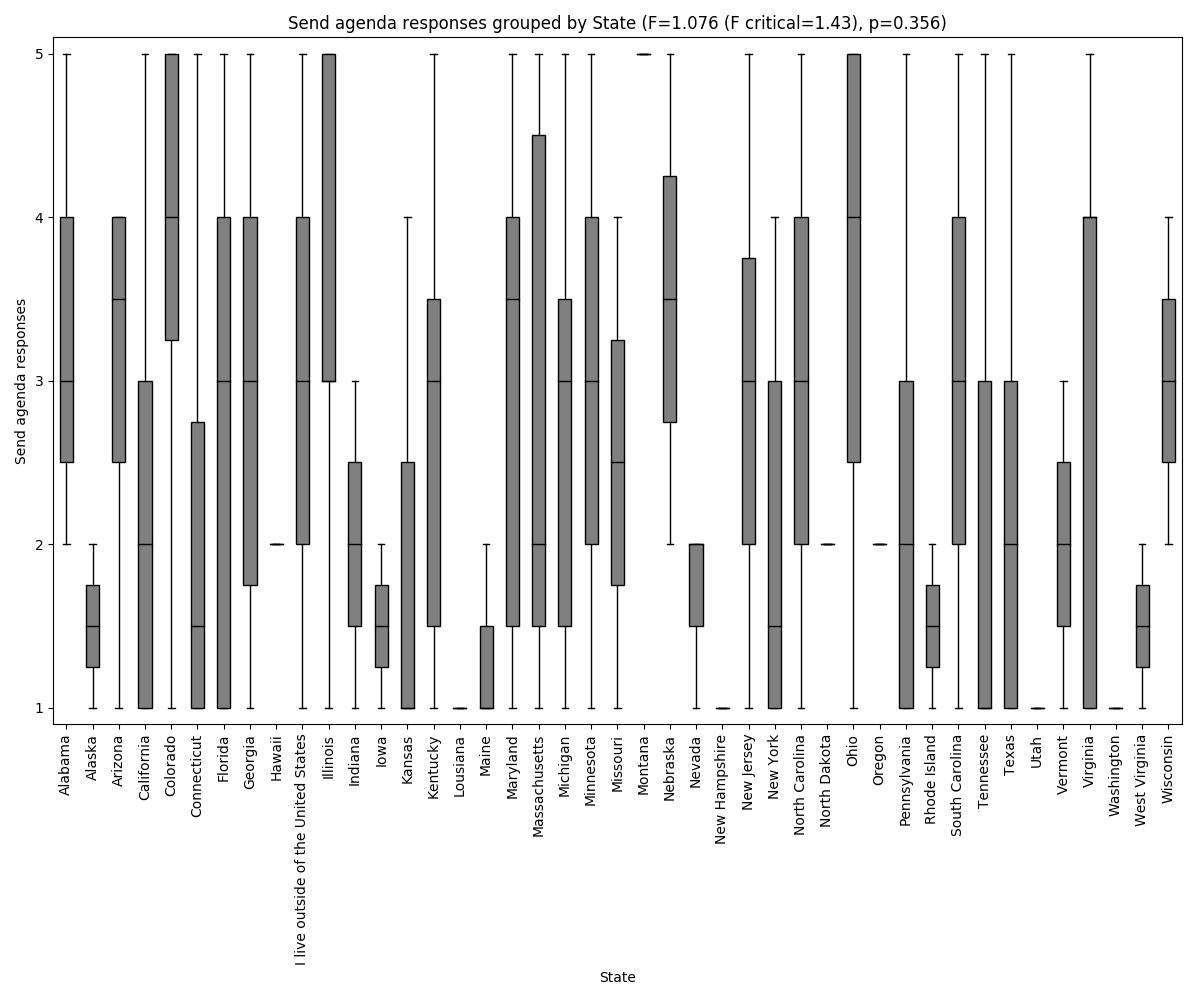 Send agenda responses grouped by State (F=1.076 (F critical=1.43), p=0.356)
Send agenda responses
5
4
3
2
1
Alabama
Alaska
Arizona
California
Colorado
Connecticut
Florida
Georgia
Hawaii
I live outside of the United States
Illinois
Indiana
Iowa
Kansas
Kentucky
Lousiana
Maine
Maryland
Massachusetts
Michigan
Minnesota
Missouri
Montana
Nebraska
Nevada
New Hampshire
New Jersey
New York
North Carolina
North Dakota
Ohio
Oregon
Pennsylvania
Rhode Island
South Carolina
Tennessee
Texas
Utah
Vermont
Virginia
Washington
West Virginia
Wisconsin
State